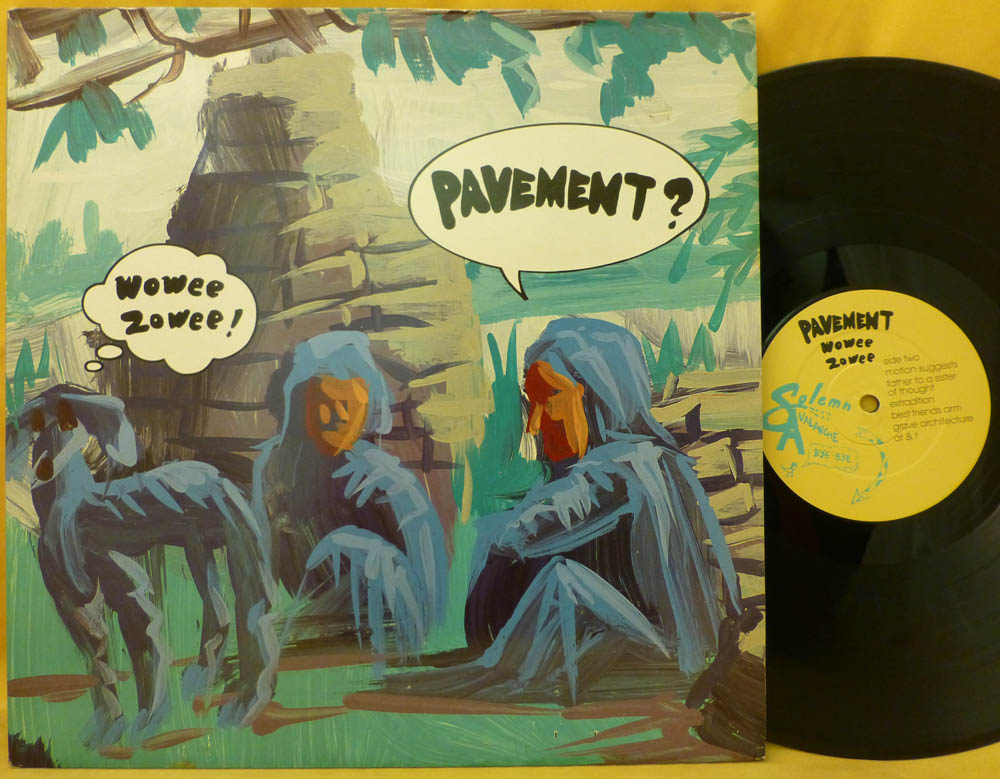 WOWee
ZOWee!
PAVEMENT?
PAVEMENT
WOWee
ZOWee
side two
motion suggests
father to a sister
of thought
extradition
best friends arm
grave architecture
at & t
Solemn
AVALANCHE
BYE-BYE